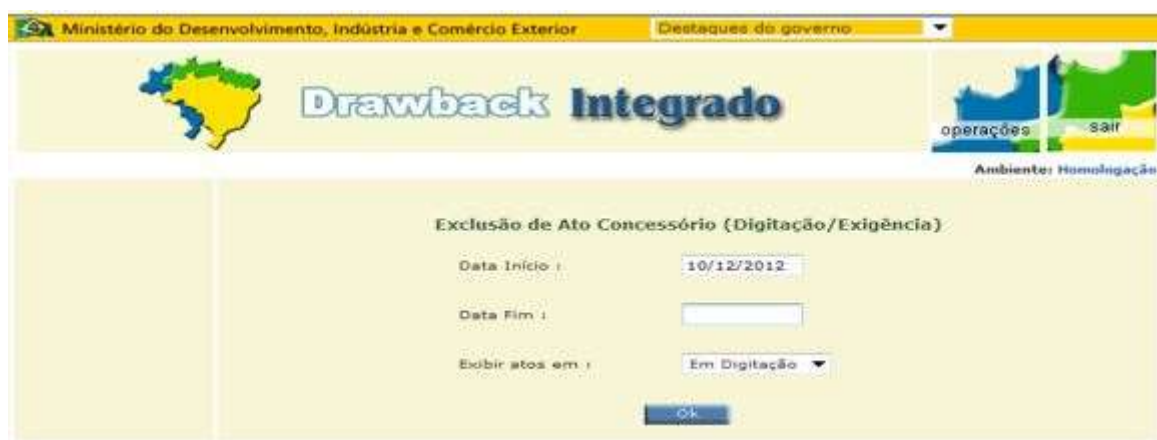 Ministério do Desenvolvimento, Indústria e Comércio Exterior Destaques do governo
Drawback Integrado
operações sair
Ambiente: Homologação
Exclusão de Ato Concessório (Digitação/Exigência)
Data Início : 10/12/2012
Data Fim :
Exibir atos em : Em Digitação
Ok